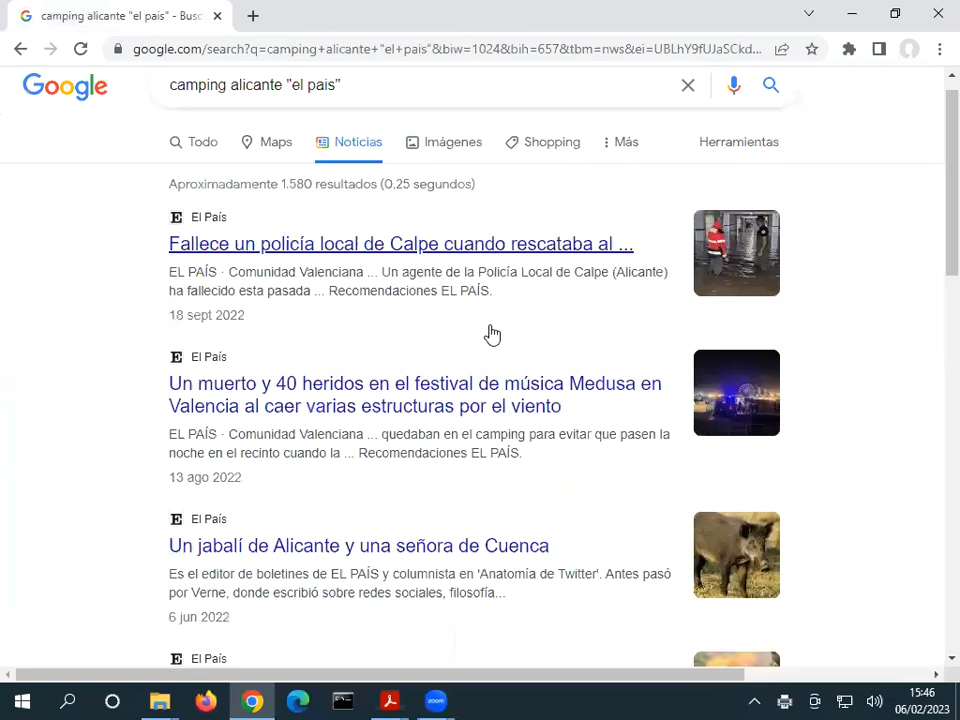 camping alicante "el pais" - Busc
google.com/search?q=camping+alicante+"el+pais"&biw=1024&bih=657&tbm=nws&ei=UBLhY9fUJaSCkd...
Google
camping alicante "el pais"
Todo
Maps
Noticias
Imágenes
Shopping
Más
Herramientas
Aproximadamente 1.580 resultados (0,25 segundos)
E El País
Fallece un policía local de Calpe cuando rescataba al ...
EL PAÍS · Comunidad Valenciana ... Un agente de la Policía Local de Calpe (Alicante)
ha fallecido esta pasada ... Recomendaciones EL PAÍS.
18 sept 2022
E El País
Un muerto y 40 heridos en el festival de música Medusa en
Valencia al caer varias estructuras por el viento
EL PAÍS · Comunidad Valenciana ... quedaban en el camping para evitar que pasen la
noche en el recinto cuando la ... Recomendaciones EL PAÍS.
13 ago 2022
E El País
Un jabalí de Alicante y una señora de Cuenca
Es el editor de boletines de EL PAÍS y columnista en 'Anatomía de Twitter'. Antes pasó
por Verne, donde escribió sobre redes sociales, filosofía...
6 jun 2022
E El País
zoom
15:46
06/02/2023